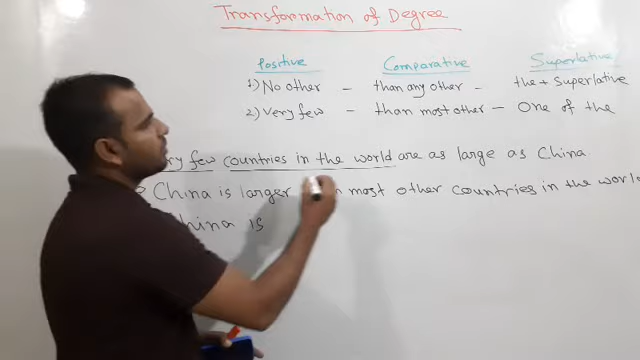 Transformation of Degree
Positive Comparative Superlative
1) No other - than any other - the + superlative
2) Very few - than most other - One of the
few countries in the world are as large as China
China is larger most other countries in the world
China is